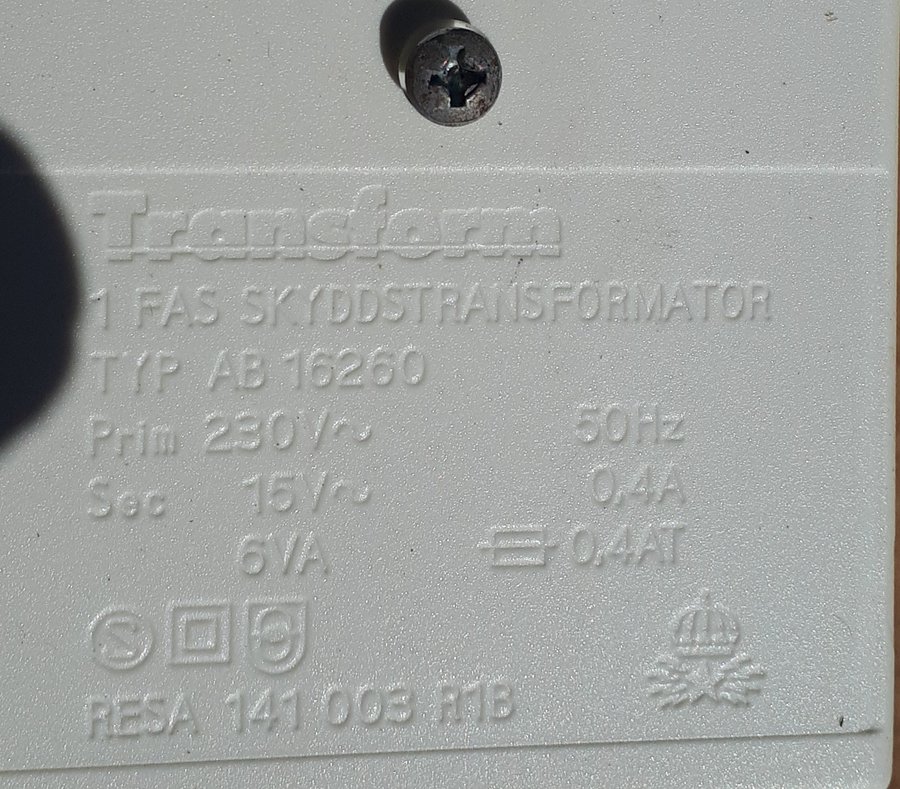 Transform
1 FAS SKYDDSTRANSFORMATOR
TYP AB 16260
Prim 230V~ 50Hz
Sec 15V~ 0,4A
6VA 0,4AT
S
RESA 141 003 R1B